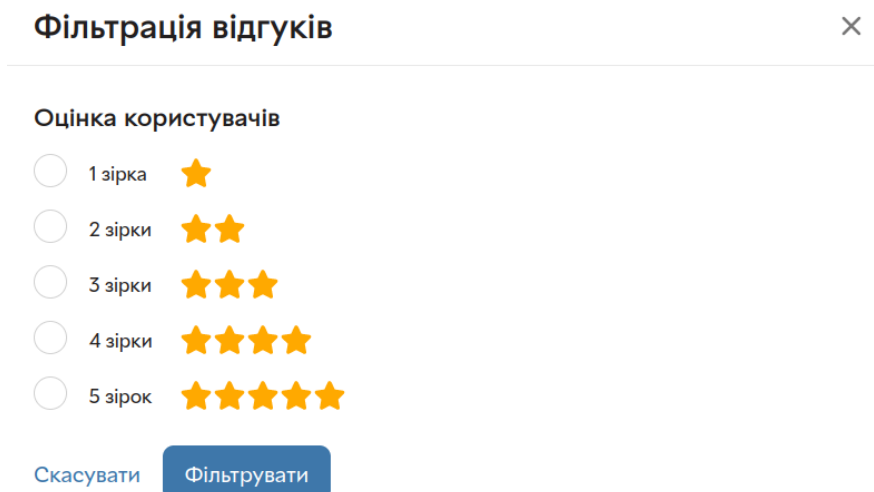 Фільтрація відгуків
Оцінка користувачів
1 зірка
2 зірки
3 зірки
4 зірки
5 зірок
Скасувати Фільтрувати